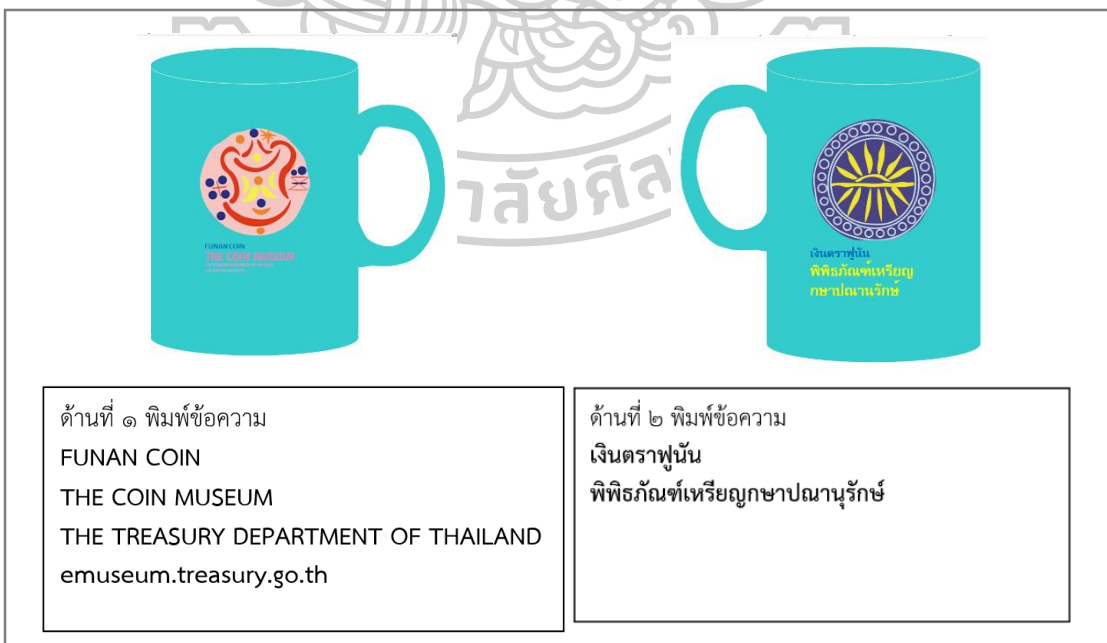 FUNAN COIN
THE COIN MUSEUM
เงินตราฟูนัน
พิพิธภัณฑ์เหรียญ
กษาปณานุรักษ์
ด้านที่ ๑ พิมพ์ข้อความ
FUNAN COIN
THE COIN MUSEUM
THE TREASURY DEPARTMENT OF THAILAND
emuseum.treasury.go.th
ด้านที่ ๒ พิมพ์ข้อความ
เงินตราฟูนัน
พิพิธภัณฑ์เหรียญกษาปณานุรักษ์